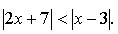 |2x + 7| < |x − 3|.